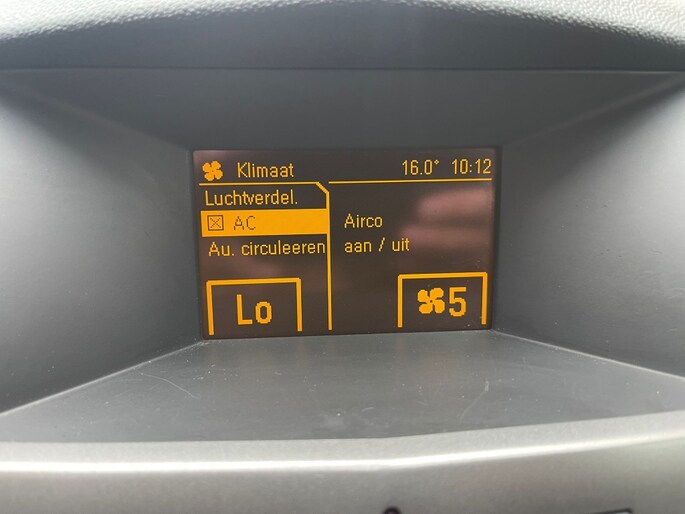 Klimaat 16.0° 10:12
Luchtverdel.
AC
Airco
Au. circuleeren
aan / uit
Lo
5